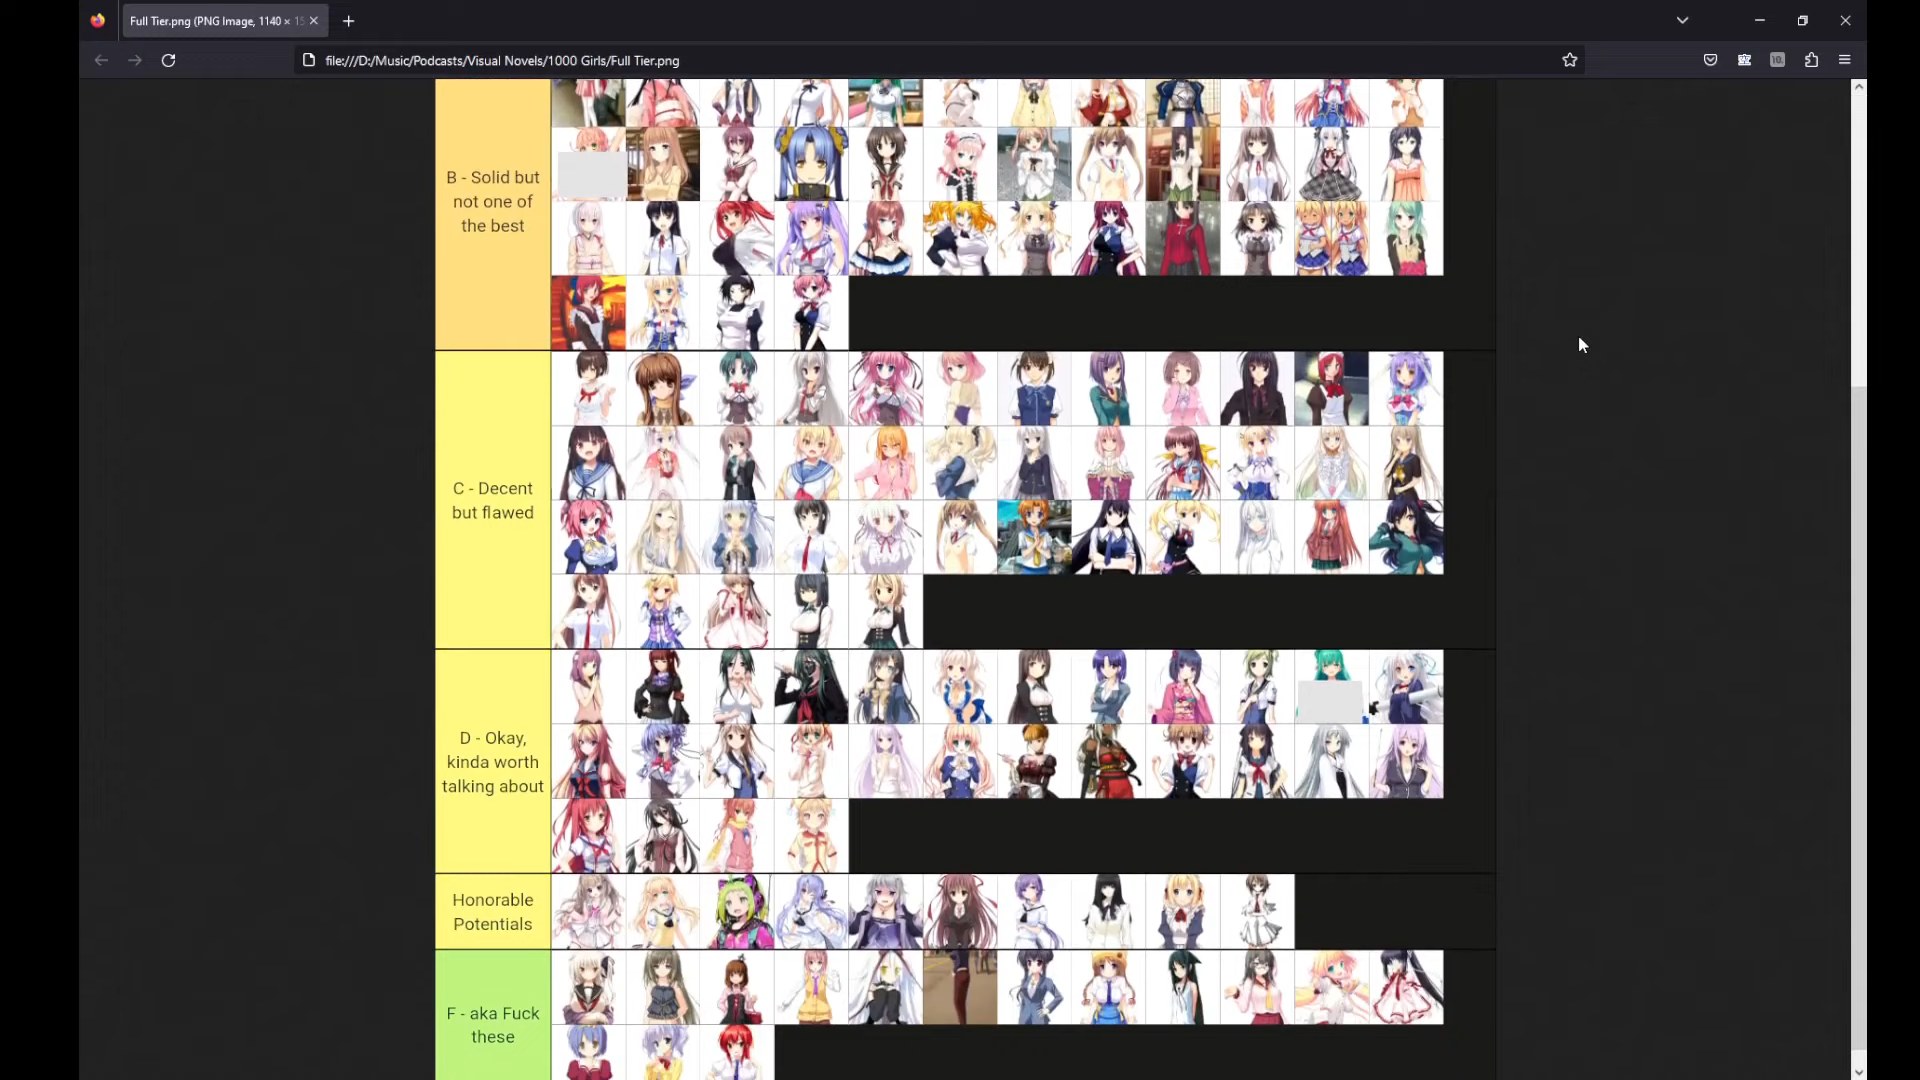 Full Tier.png (PNG Image, 1140 × 15
file:///D:/Music/Podcasts/Visual Novels/1000 Girls/Full Tier.png
B - Solid but
not one of
the best
C - Decent
but flawed
D - Okay,
kinda worth
talking about
Honorable
Potentials
F - aka Fuck
these